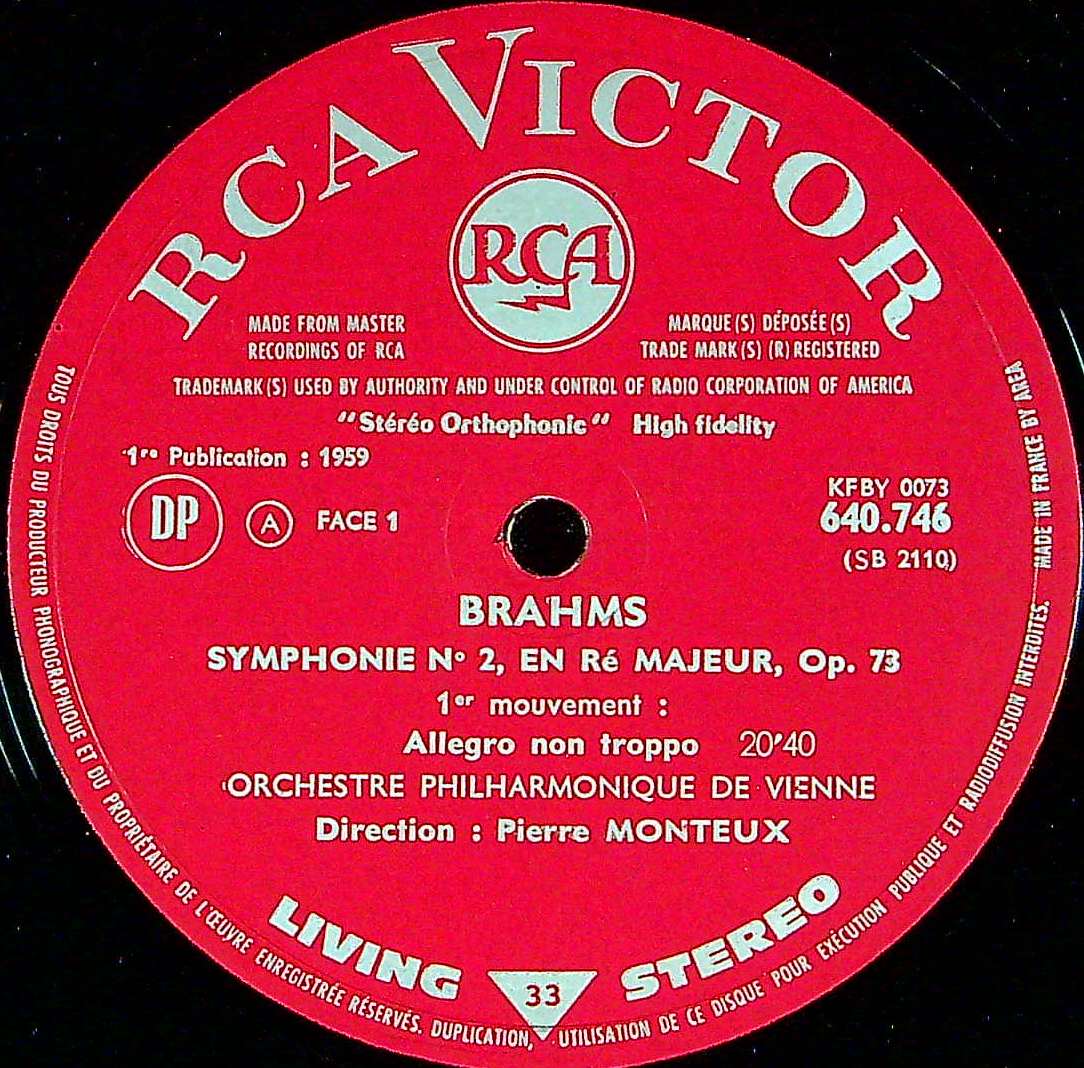 RCA VICTOR
RCA
MADE FROM MASTER
RECORDINGS OF RCA
MARQUE(S) DÉPOSÉE(S)
TRADE MARK(S) (R) REGISTERED
TRADEMARK(S) USED BY AUTHORITY AND UNDER CONTROL OF RADIO CORPORATION OF AMERICA
"Stéréo Orthophonic" High fidelity
1re Publication : 1959
DP
A
FACE 1
KFBY 0073
640.746
(SB 2110)
BRAHMS
SYMPHONIE No 2, EN Ré MAJEUR, Op. 73
1er mouvement :
Allegro non troppo 20'40
ORCHESTRE PHILHARMONIQUE DE VIENNE
Direction : Pierre MONTEUX
LIVING STEREO
33
TOUS DROITS DU PRODUCTEUR PHONOGRAPHIQUE ET DU PROPRIÉTAIRE DE L'ŒUVRE ENREGISTRÉE RÉSERVÉS. DUPLICATION, UTILISATION DE CE DISQUE POUR EXÉCUTION PUBLIQUE ET RADIODIFFUSION INTERDITES. MADE IN FRANCE BY AREA